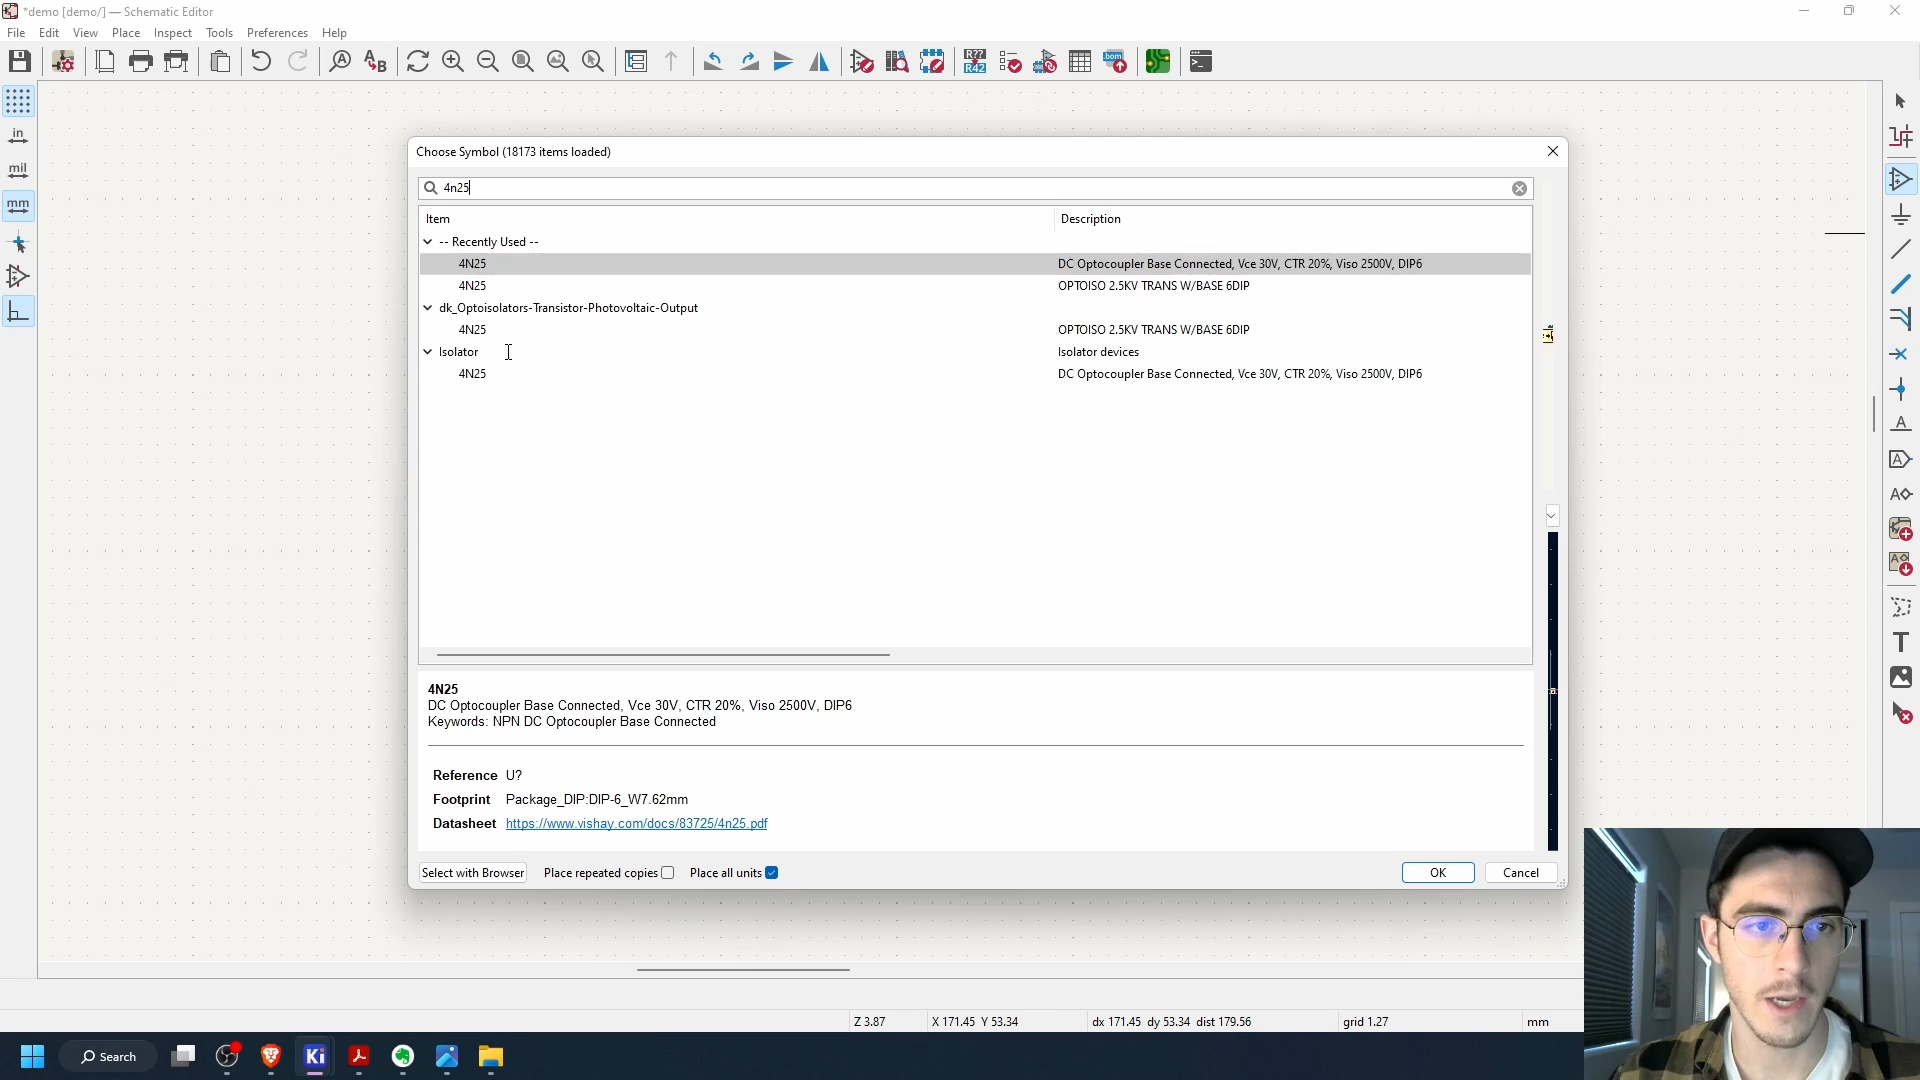 *demo [demo/] — Schematic Editor
File Edit View Place Inspect Tools Preferences Help
R??
R42
bom
in
mil
mm
Choose Symbol (18173 items loaded)
4n25
Item Description
-- Recently Used --
4N25 DC Optocoupler Base Connected, Vce 30V, CTR 20%, Viso 2500V, DIP6
4N25 OPTOISO 2.5KV TRANS W/BASE 6DIP
dk_Optoisolators-Transistor-Photovoltaic-Output
4N25 OPTOISO 2.5KV TRANS W/BASE 6DIP
Isolator Isolator devices
4N25 DC Optocoupler Base Connected, Vce 30V, CTR 20%, Viso 2500V, DIP6
4N25
DC Optocoupler Base Connected, Vce 30V, CTR 20%, Viso 2500V, DIP6
Keywords: NPN DC Optocoupler Base Connected
Reference U?
Footprint Package_DIP:DIP-6_W7.62mm
Datasheet https://www.vishay.com/docs/83725/4n25.pdf
Select with Browser Place repeated copies Place all units OK Cancel
Z 3.87 X 171.45 Y 53.34 dx 171.45 dy 53.34 dist 179.56 grid 1.27 mm
Search
Ki